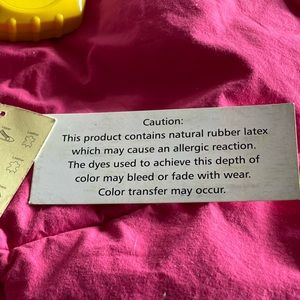 Caution:
This product contains natural rubber latex
which may cause an allergic reaction.
The dyes used to achieve this depth of
color may bleed or fade with wear.
Color transfer may occur.